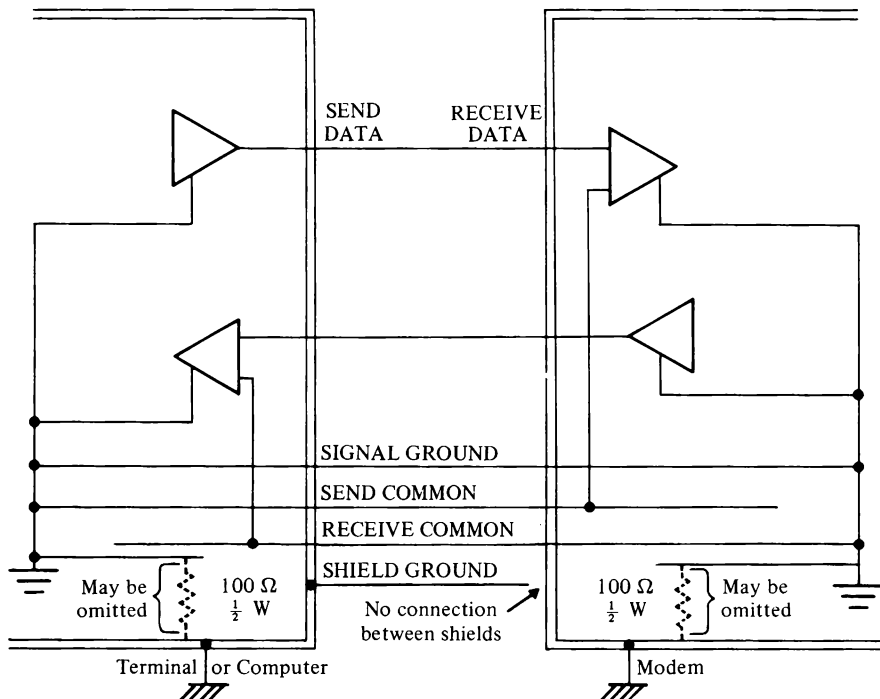 SEND
DATA
RECEIVE
DATA
SIGNAL GROUND
SEND COMMON
RECEIVE COMMON
SHIELD GROUND
May be
omitted
100 Ω
1/2 W
No connection
between shields
100 Ω
1/2 W
May be
omitted
Terminal or Computer
Modem